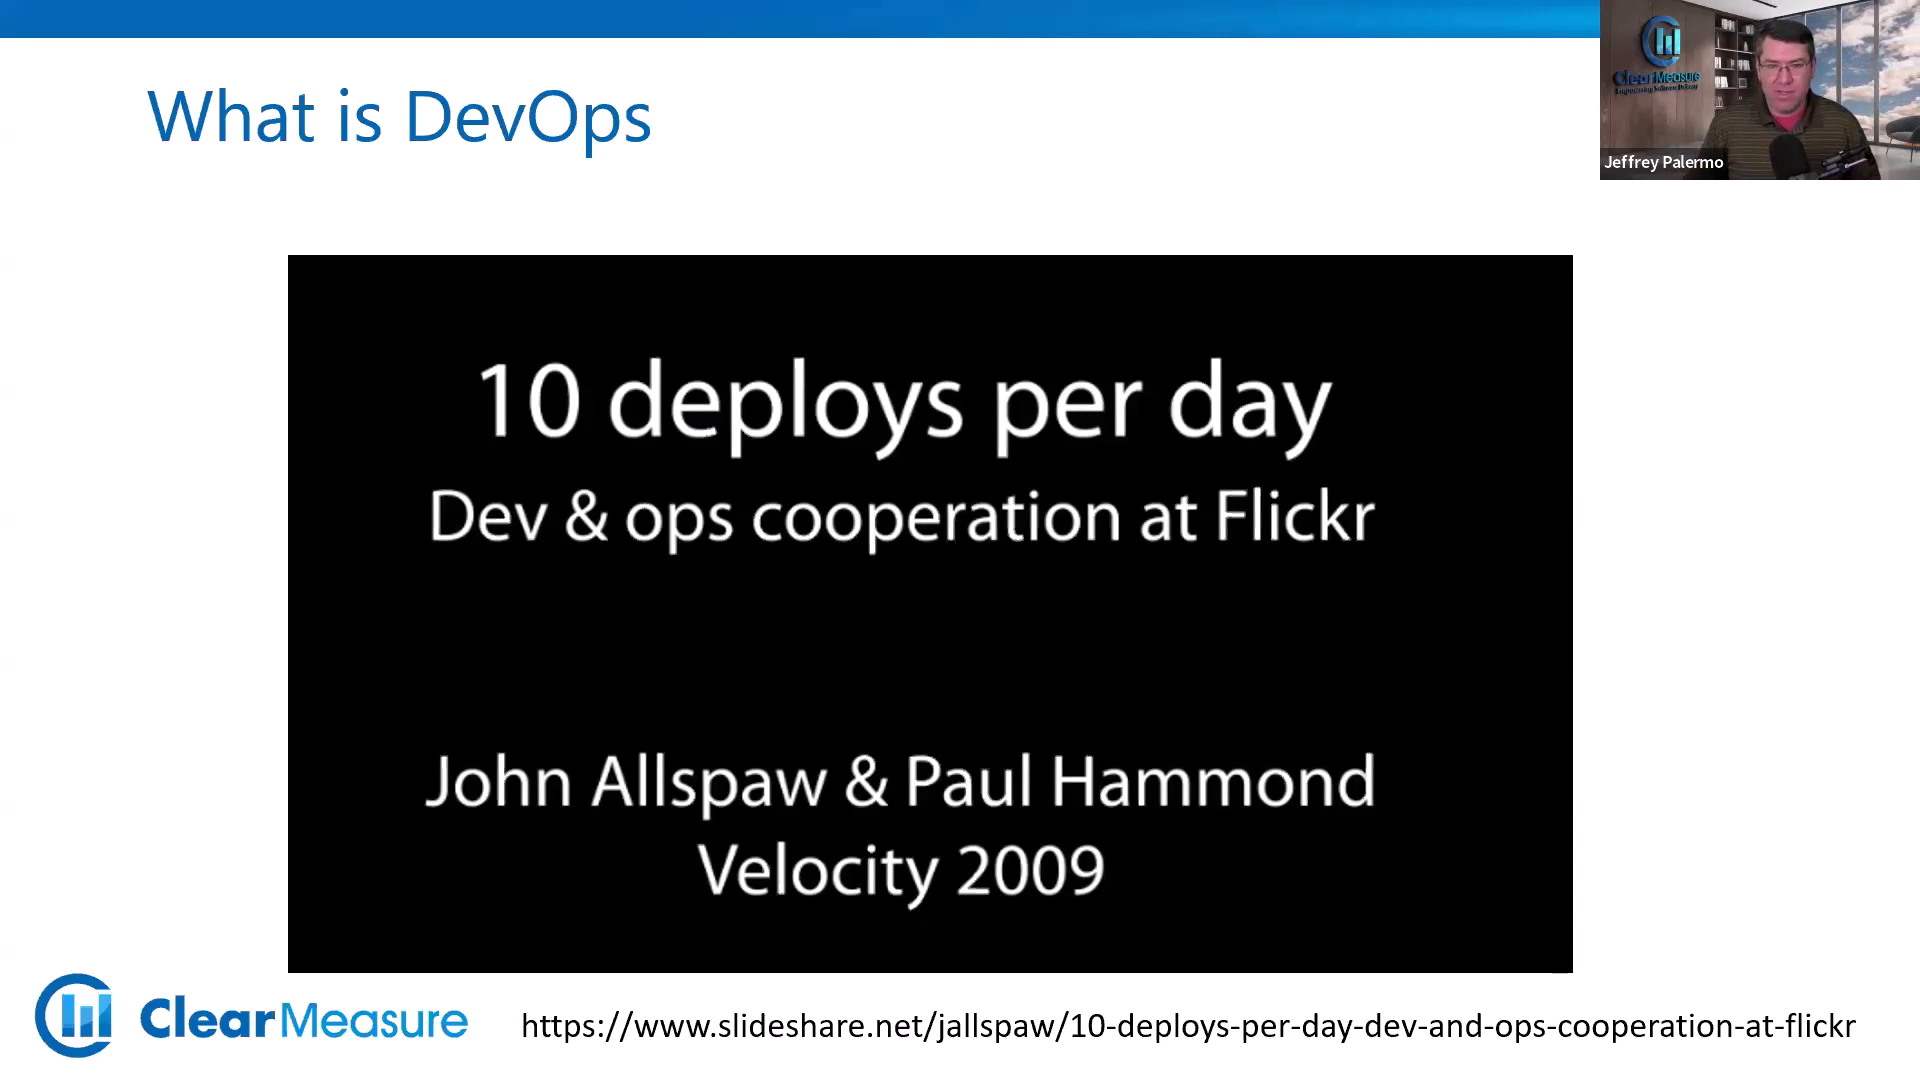 What is DevOps
ClearMeasure
Jeffrey Palermo
10 deploys per day
Dev & ops cooperation at Flickr
John Allspaw & Paul Hammond
Velocity 2009
ClearMeasure
https://www.slideshare.net/jallspaw/10-deploys-per-day-dev-and-ops-cooperation-at-flickr